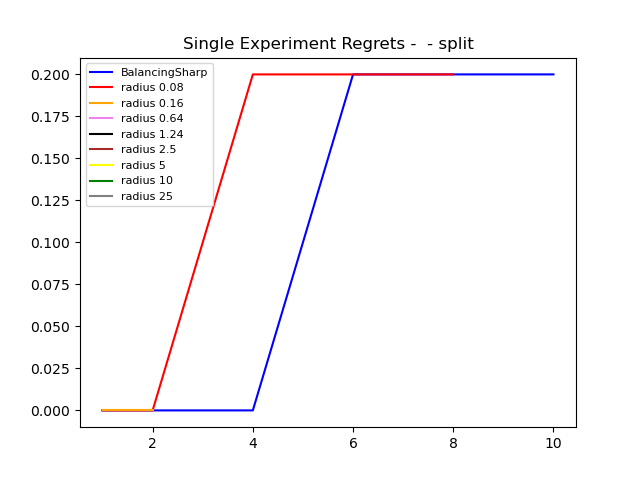 Single Experiment Regrets -  - split
0.200
0.175
0.150
0.125
0.100
0.075
0.050
0.025
0.000
BalancingSharp
radius 0.08
radius 0.16
radius 0.64
radius 1.24
radius 2.5
radius 5
radius 10
radius 25
2 4 6 8 10